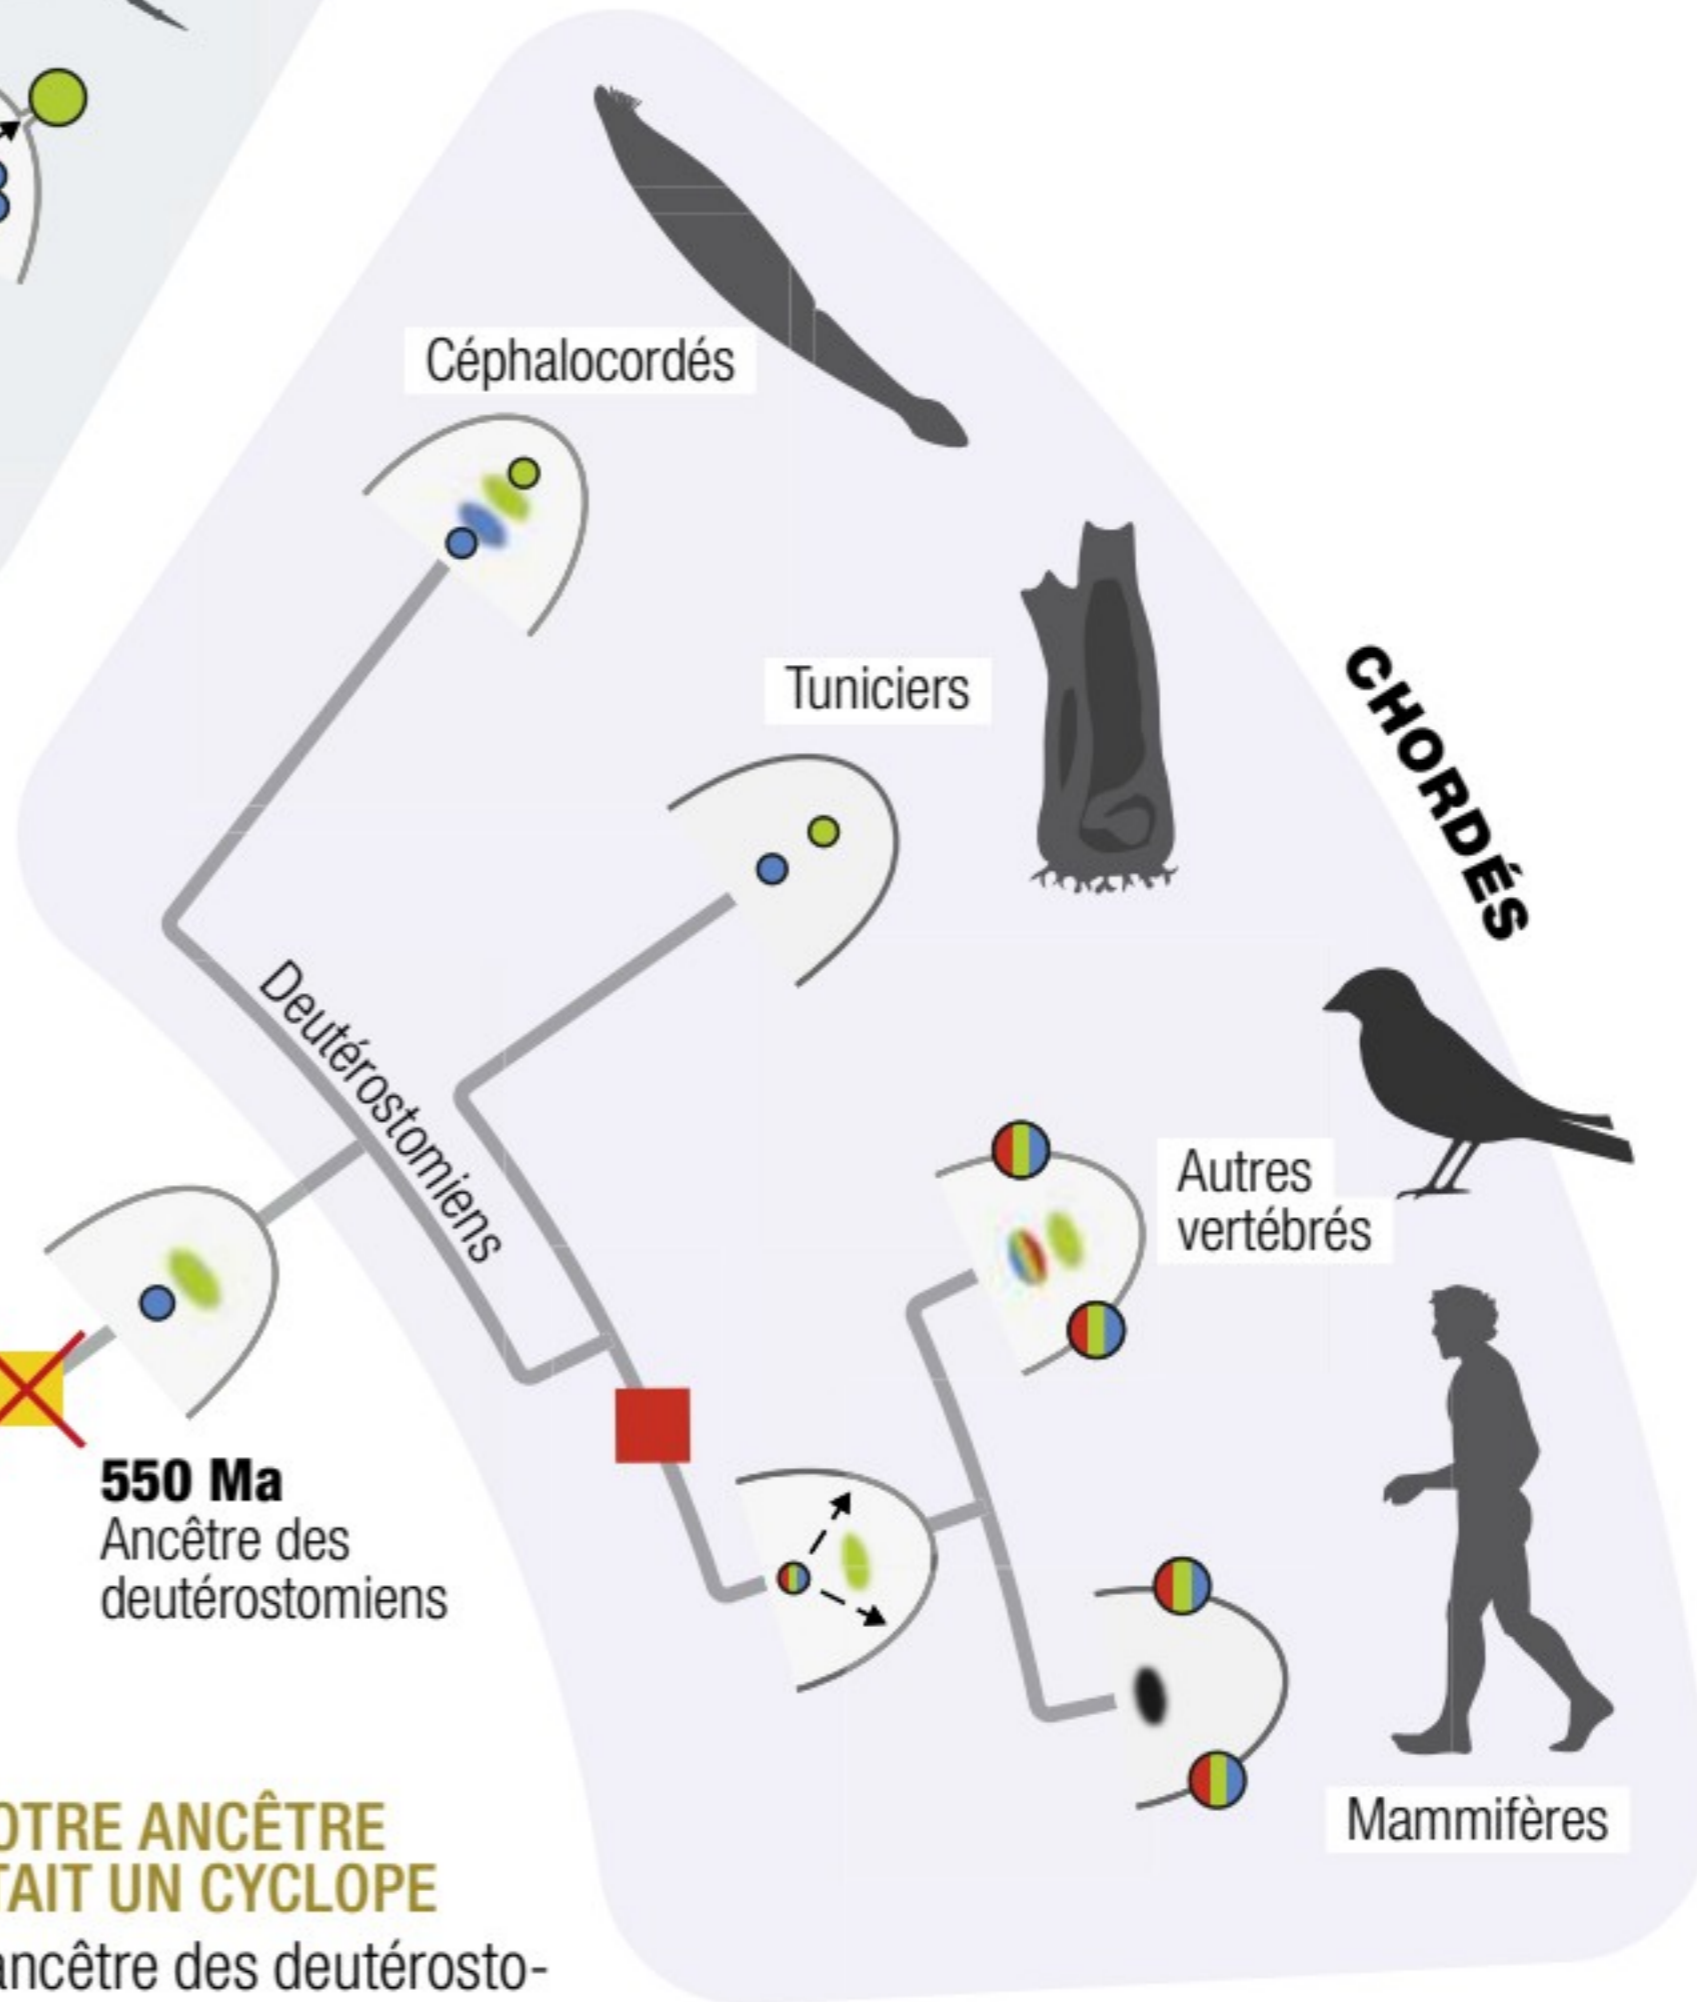 Céphalocordés
Tuniciers
CHORDÉS
Deutérostomiens
Autres
vertébrés
550 Ma
Ancêtre des
deutérostomiens
Mammifères
OTRE ANCÊTRE
TAIT UN CYCLOPE
ancêtre des deutérosto-